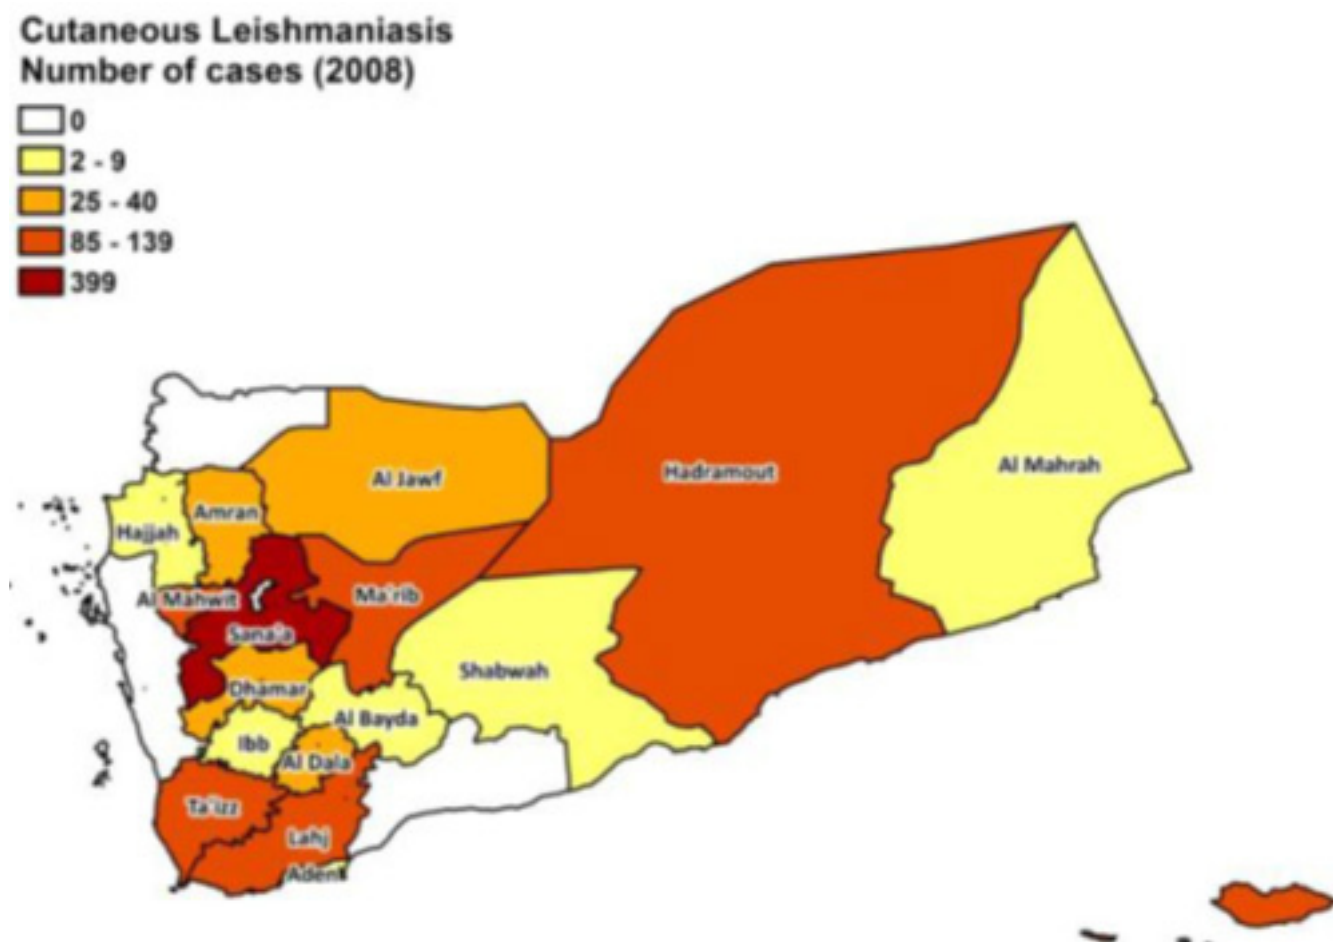 Cutaneous Leishmaniasis
Number of cases (2008)
0
2 - 9
25 - 40
85 - 139
399
Al Jawf
Hadramout
Al Mahrah
Amran
Hajjah
Al Mahwit
Ma'rib
Sana'a
Shabwah
Dhamar
Al Bayda
Ibb
Al Dala
Ta'izz
Lahj
Aden